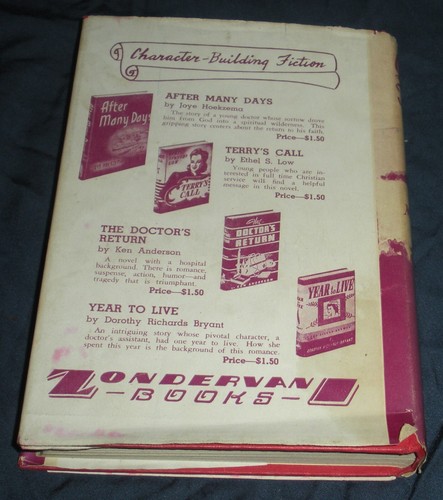 Character-Building Fiction
AFTER MANY DAYS
by Joye Hoekzema
The story of a young doctor whose sorrow drove
him from God into a spiritual wilderness. This
gripping story centers about the return to his faith.
Price—$1.50
After
Many Days
TERRY'S CALL
by Ethel S. Low
Young people who are in-
terested in full time Christian
service will find a helpful
message in this novel.
Price—$1.50
TERRY'S
CALL
THE DOCTOR'S
RETURN
by Ken Anderson
A novel with a hospital
background. There is romance,
suspense, action, humor—and
tragedy that is triumphant.
Price—$1.50
The
DOCTOR'S
RETURN
YEAR TO LIVE
by Dorothy Richards Bryant
An intriguing story whose pivotal character, a
doctor's assistant, had one year to live. How she
spent this year is the background of this romance.
Price—$1.50
YEAR to LIVE
ZONDERVAN
—BOOKS—